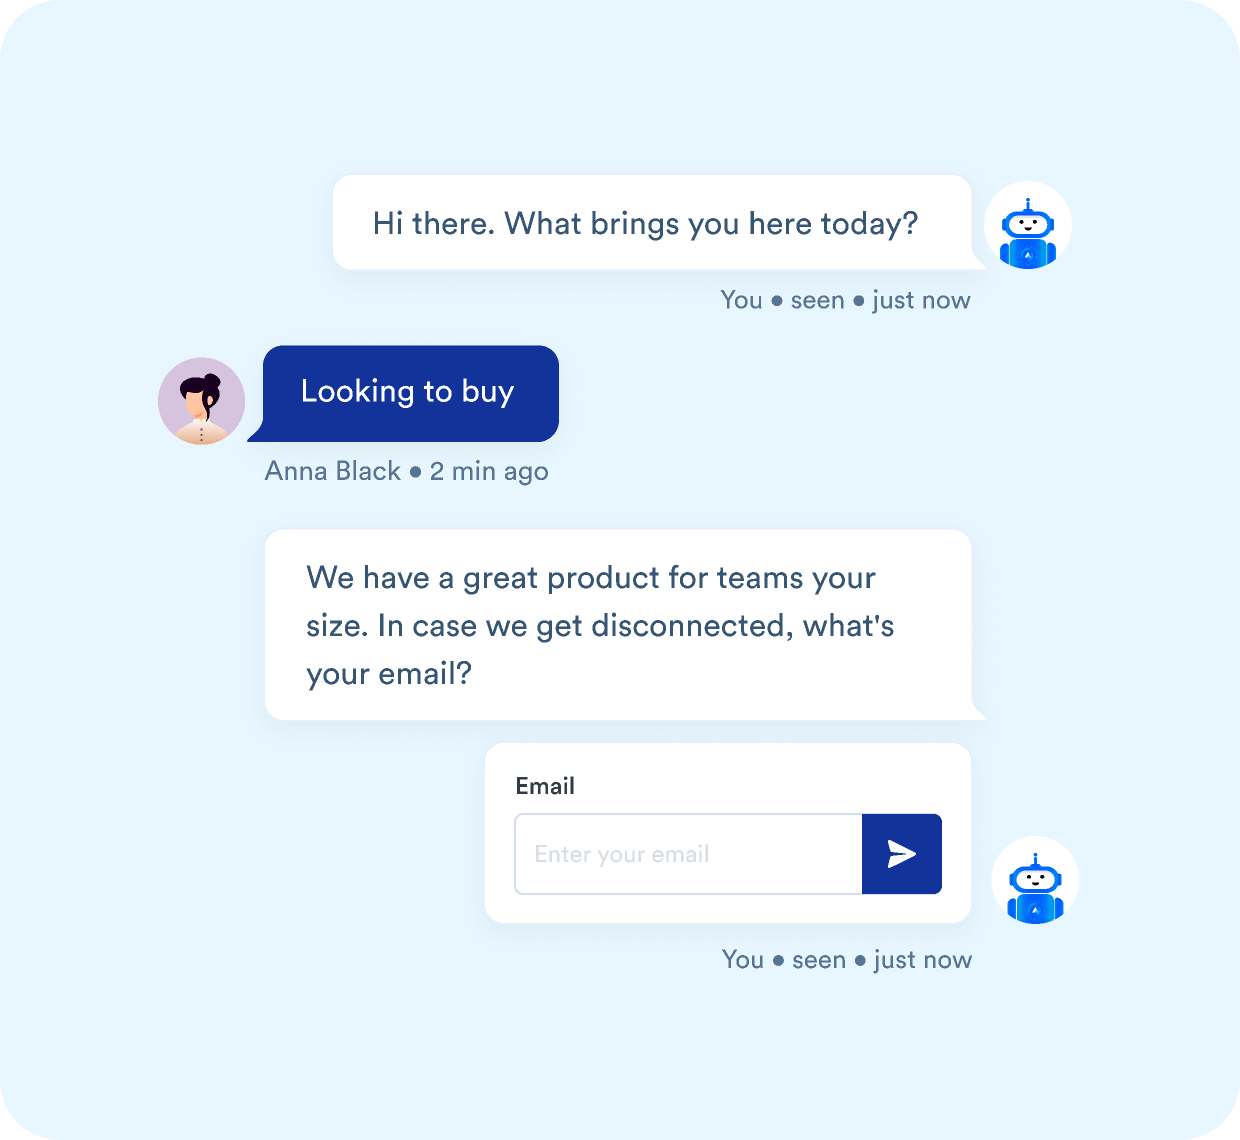 Hi there. What brings you here today?
You • seen • just now
Looking to buy
Anna Black • 2 min ago
We have a great product for teams your
size. In case we get disconnected, what's
your email?
Email
Enter your email
You • seen • just now